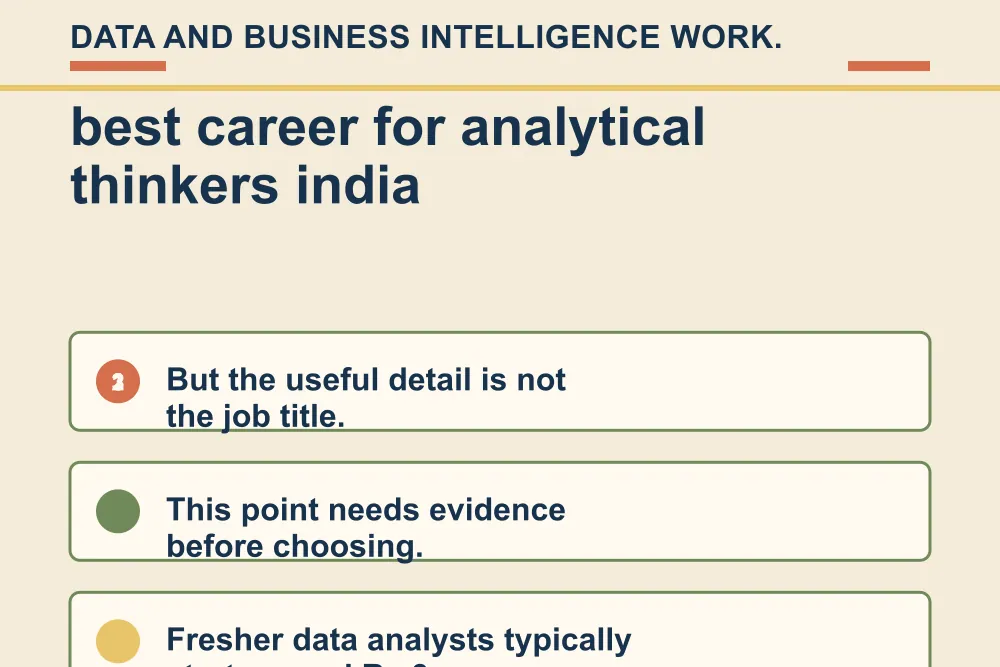 DATA AND BUSINESS INTELLIGENCE WORK.
best career for analytical
thinkers india
But the useful detail is not
the job title.
This point needs evidence
before choosing.
Fresher data analysts typically